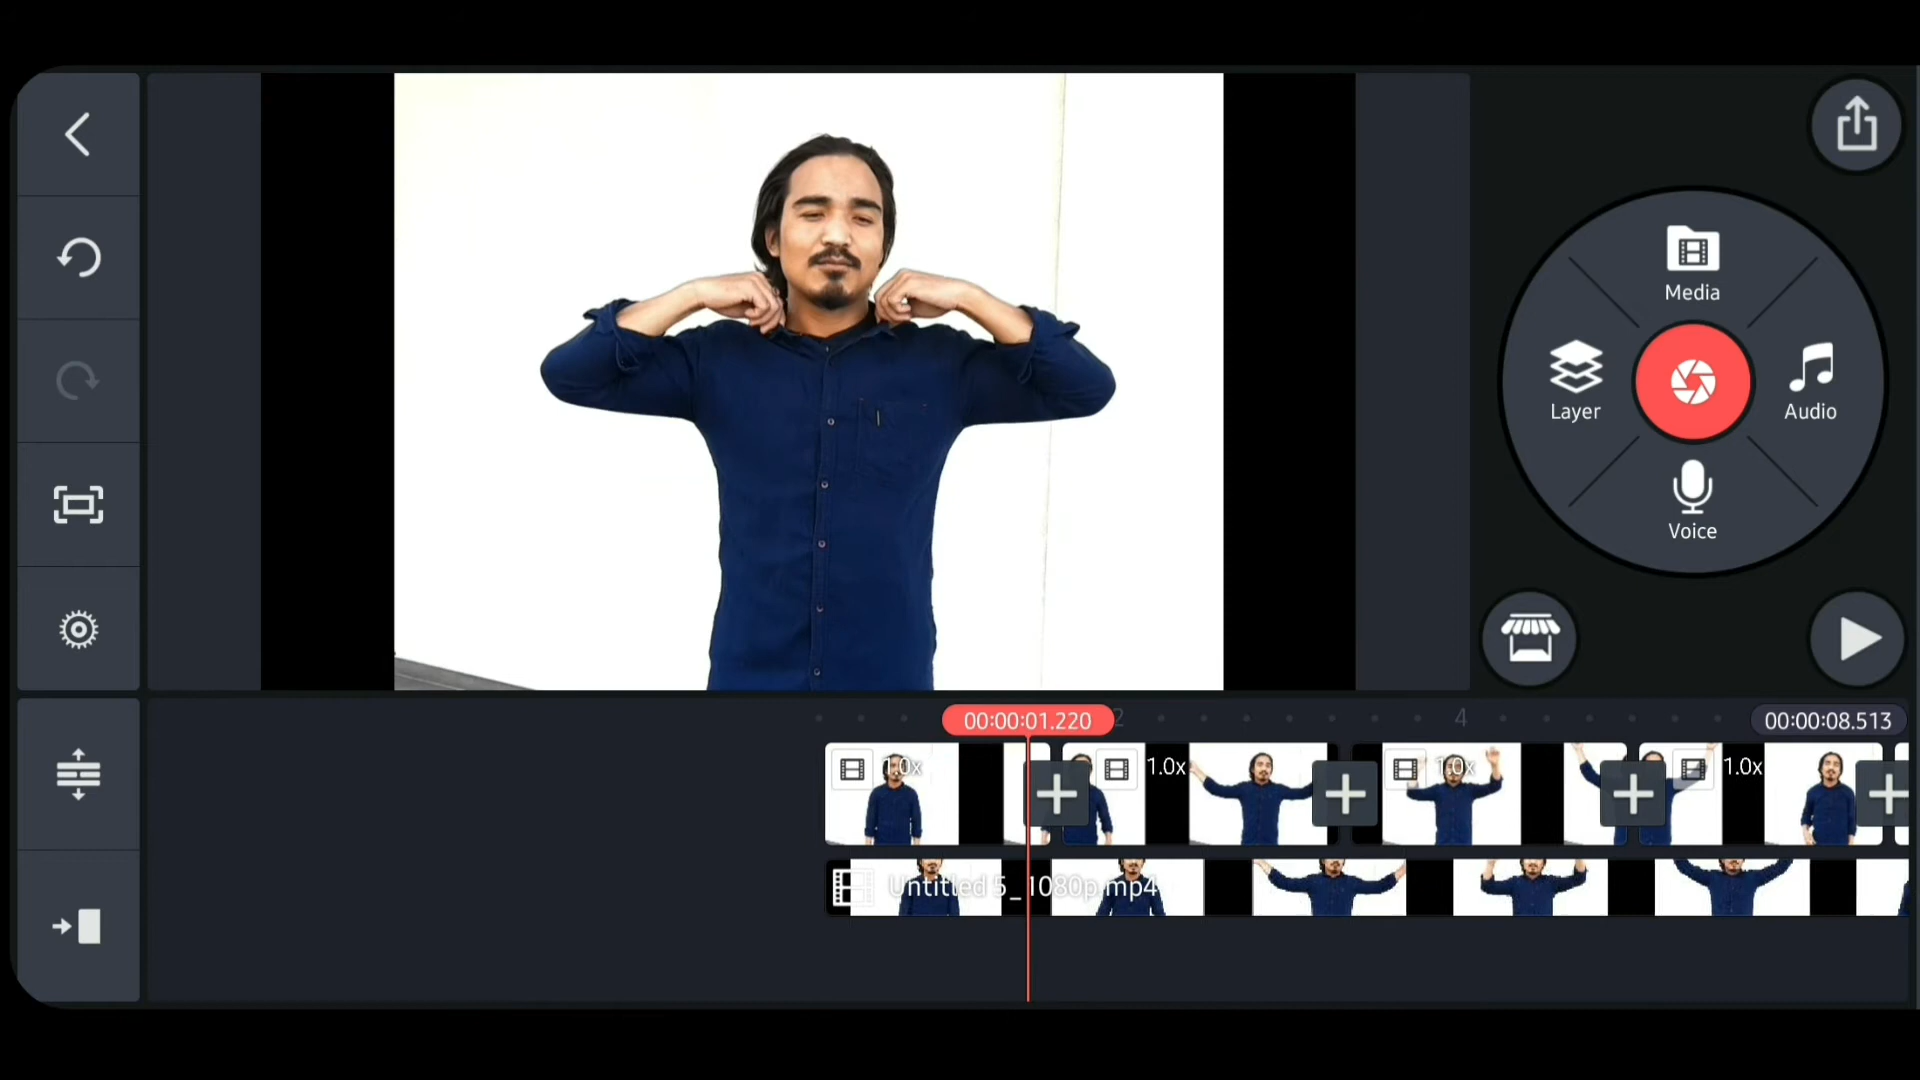 Media
Layer
Audio
Voice
00:00:01.220
2
4
00:00:08.513
1.0x
1.0x
1.0x
1.0x
Untitled 5_1080p.mp4